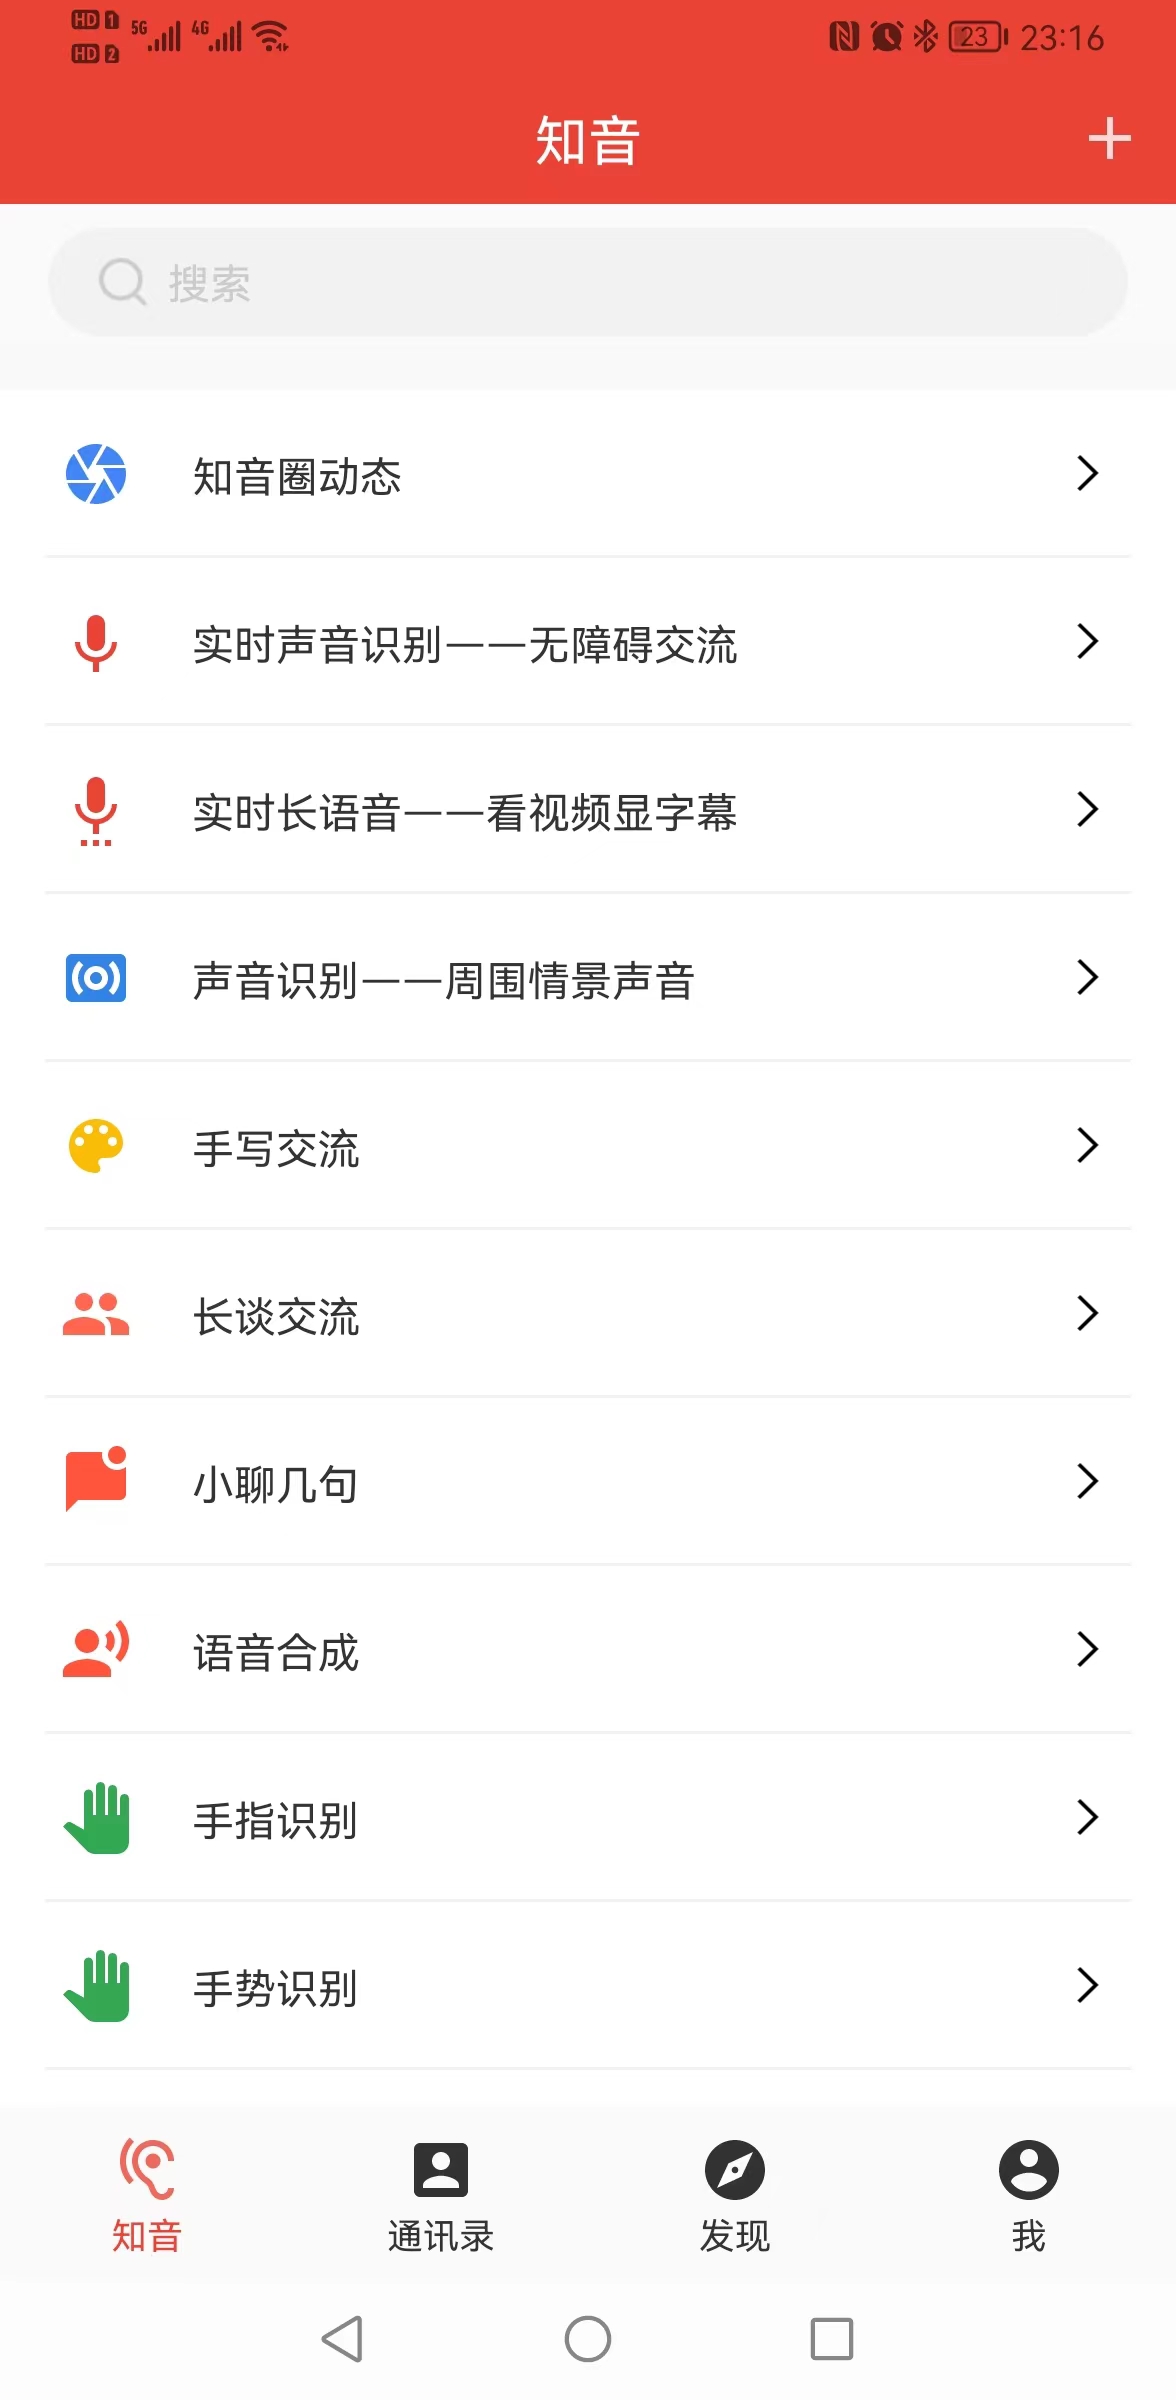 HD 1 5G 4G 23 23:16
HD 2
知音
搜索
知音圈动态
实时声音识别——无障碍交流
实时长语音——看视频显字幕
声音识别——周围情景声音
手写交流
长谈交流
小聊几句
语音合成
手指识别
手势识别
知音 通讯录 发现 我